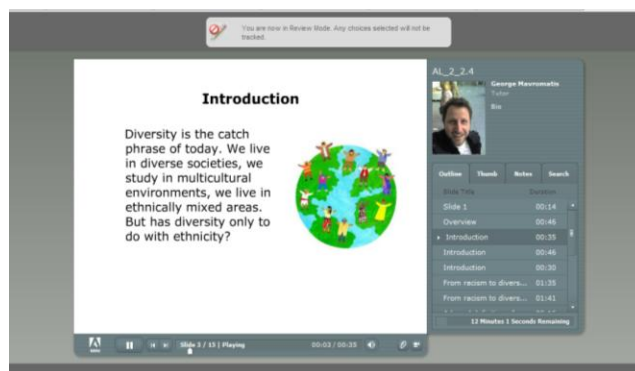 You are now in Review Mode. Any choices selected will not be
tracked.
AL_2_2.4
George Mavromatis
Tutor
Bio
Introduction
Diversity is the catch
phrase of today. We live
in diverse societies, we
study in multicultural
environments, we live in
ethnically mixed areas.
But has diversity only to
do with ethnicity?
Outline Thumb Notes Search
Slide Title Duration
Slide 1 00:14
Overview 00:46
Introduction 00:35
Introduction 00:46
Introduction 00:30
From racism to divers... 01:35
From racism to divers... 01:41
12 Minutes 1 Seconds Remaining
Slide 3 / 15 | Playing 00:03 / 00:35